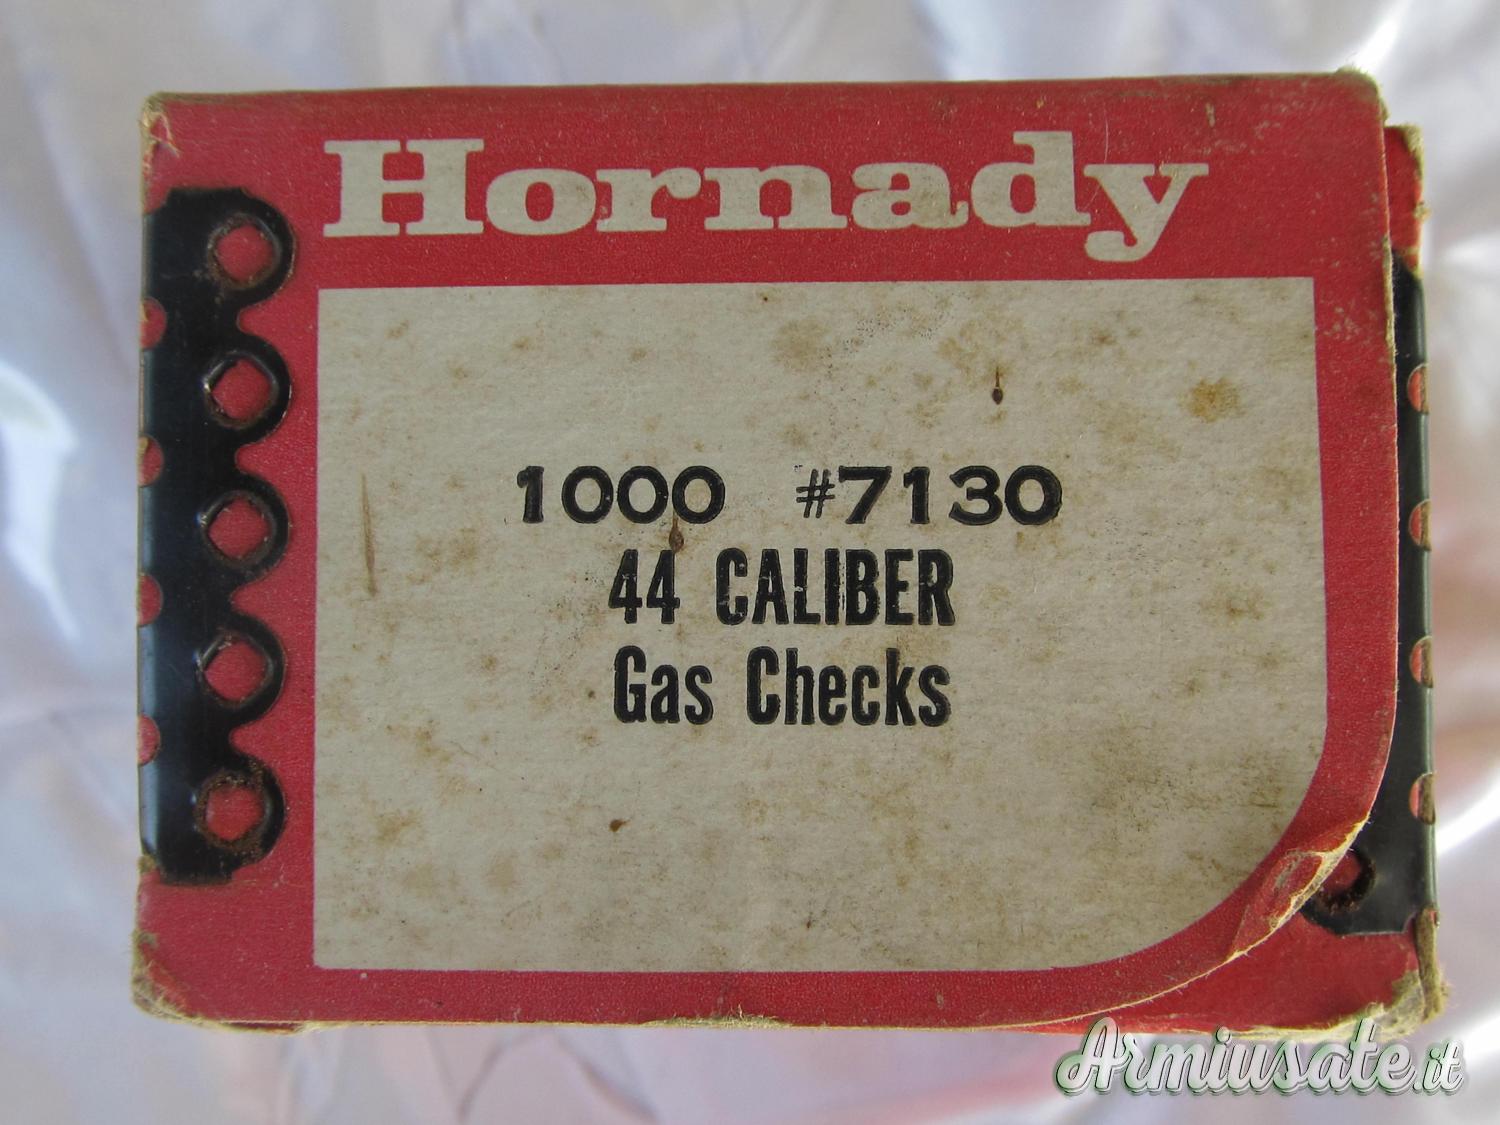 Hornady
1000 #7130
44 CALIBER
Gas Checks
Armiusate.it